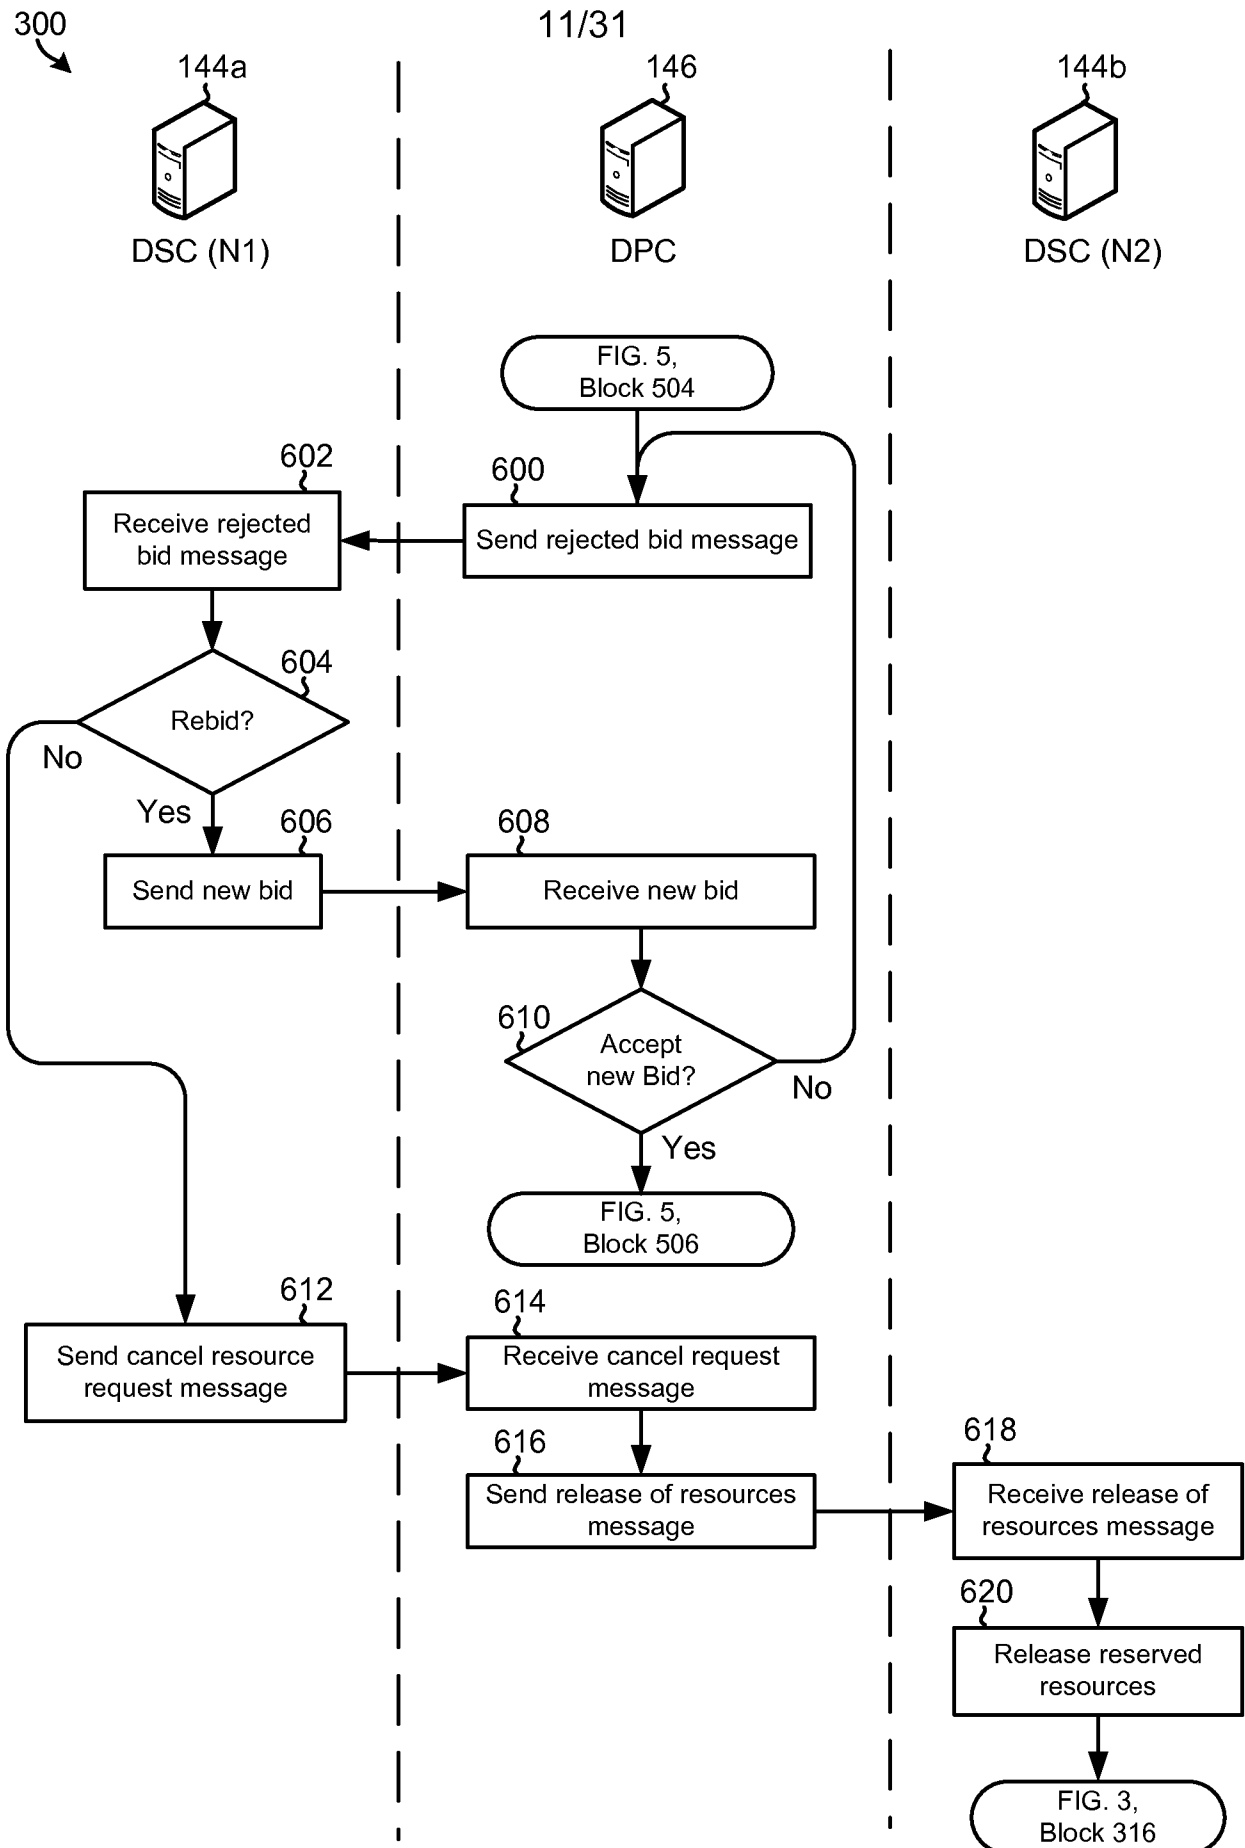 300
11/31
144a
146
144b
DSC (N1)
DPC
DSC (N2)
FIG. 5,
Block 504
602
600
Receive rejected
bid message
Send rejected bid message
604
Rebid?
No
Yes
606
608
Send new bid
Receive new bid
610
Accept
new Bid?
No
Yes
FIG. 5,
Block 506
612
614
Send cancel resource
request message
Receive cancel request
message
616
618
Send release of resources
message
Receive release of
resources message
620
Release reserved
resources
FIG. 3,
Block 316